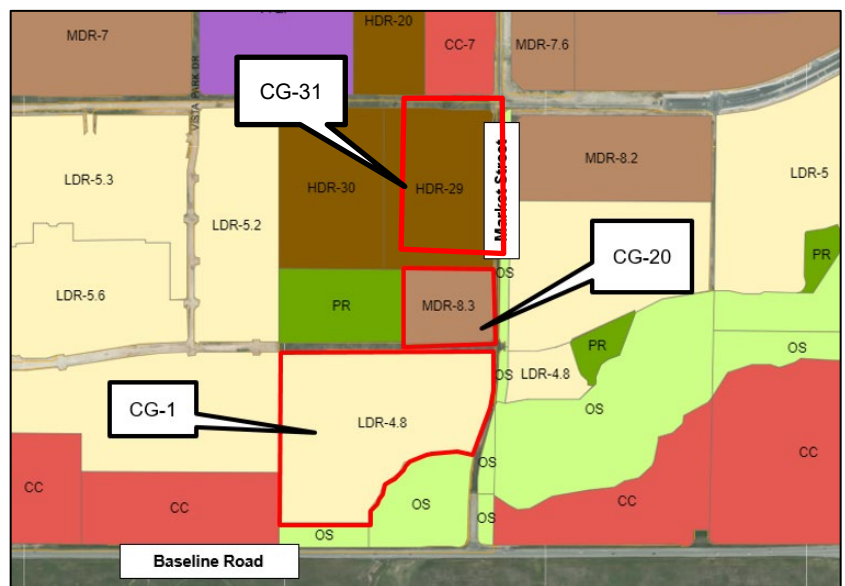 HDR-20
MDR-7
CC-7
MDR-7.6
CG-31
VISTA PARK DR
Market Street
MDR-8.2
LDR-5.3
LDR-5
HDR-30
HDR-29
LDR-5.2
CG-20
PR
OS
LDR-5.6
PR
MDR-8.3
PR
OS
OS
LDR-4.8
CG-1
OS
LDR-4.8
CC
OS
CC
CC
OS
CC
OS
OS
Baseline Road